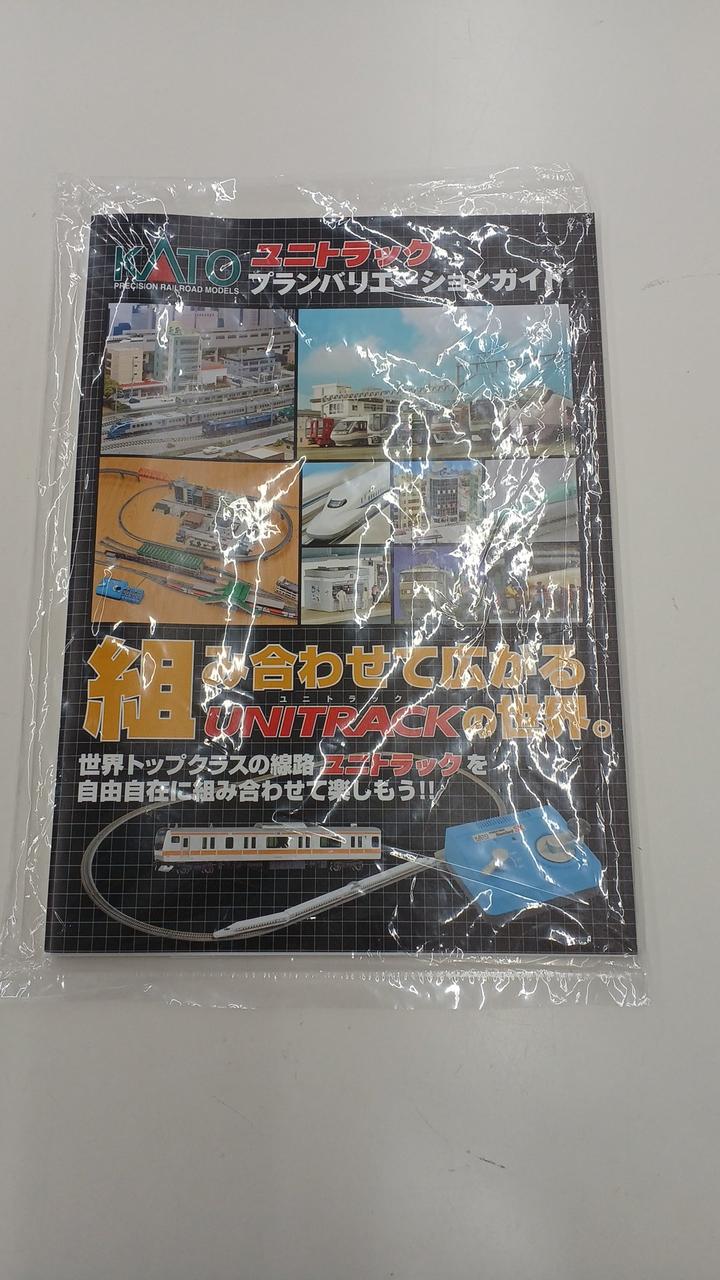 KATO
PRECISION RAILROAD MODELS
ユニトラック
プランバリエーションガイド
組み合わせて広がる
ユニトラック
UNITRACKの世界。
世界トップクラスの線路 ユニトラックを
自由自在に組み合わせて楽しもう!!
KATO